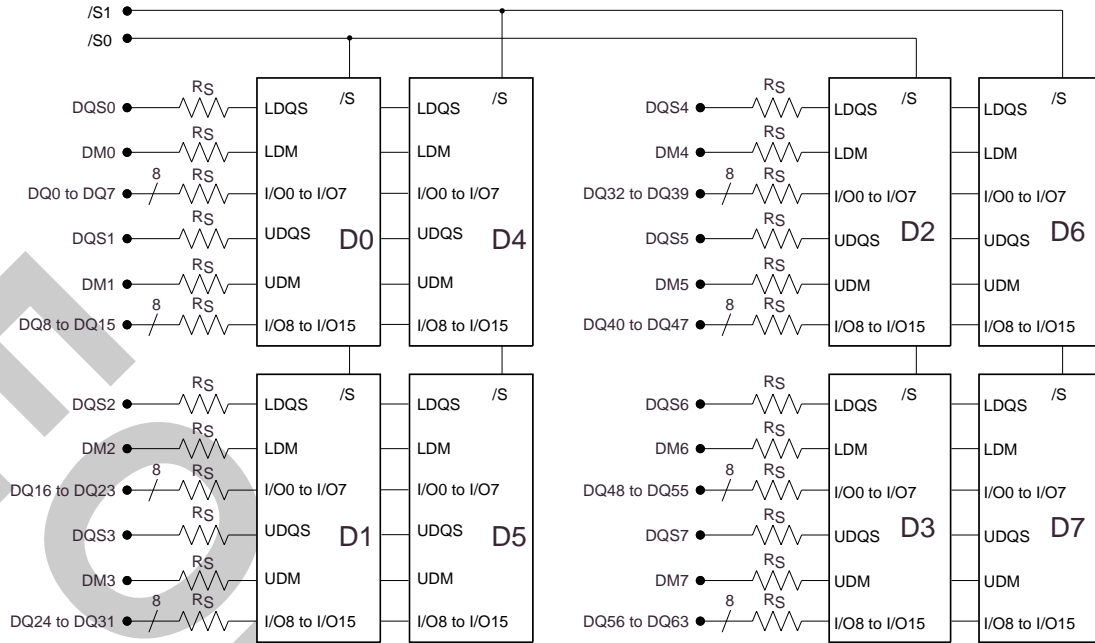 /S1
/S0
RS RS
DQS0 LDQS /S LDQS /S DQS4 LDQS /S LDQS /S
RS RS
DM0 LDM LDM DM4 LDM LDM
8 RS 8 RS
DQ0 to DQ7 I/O0 to I/O7 I/O0 to I/O7 DQ32 to DQ39 I/O0 to I/O7 I/O0 to I/O7
RS RS
DQS1 UDQS D0 UDQS D4 DQS5 UDQS D2 UDQS D6
RS RS
DM1 UDM UDM DM5 UDM UDM
8 RS 8 RS
DQ8 to DQ15 I/O8 to I/O15 I/O8 to I/O15 DQ40 to DQ47 I/O8 to I/O15 I/O8 to I/O15
RS RS
DQS2 LDQS /S LDQS /S DQS6 LDQS /S LDQS /S
RS RS
DM2 LDM LDM DM6 LDM LDM
8 RS 8 RS
DQ16 to DQ23 I/O0 to I/O7 I/O0 to I/O7 DQ48 to DQ55 I/O0 to I/O7 I/O0 to I/O7
RS RS
DQS3 UDQS D1 UDQS D5 DQS7 UDQS D3 UDQS D7
RS RS
DM3 UDM UDM DM7 UDM UDM
8 RS 8 RS
DQ24 to DQ31 I/O8 to I/O15 I/O8 to I/O15 DQ56 to DQ63 I/O8 to I/O15 I/O8 to I/O15